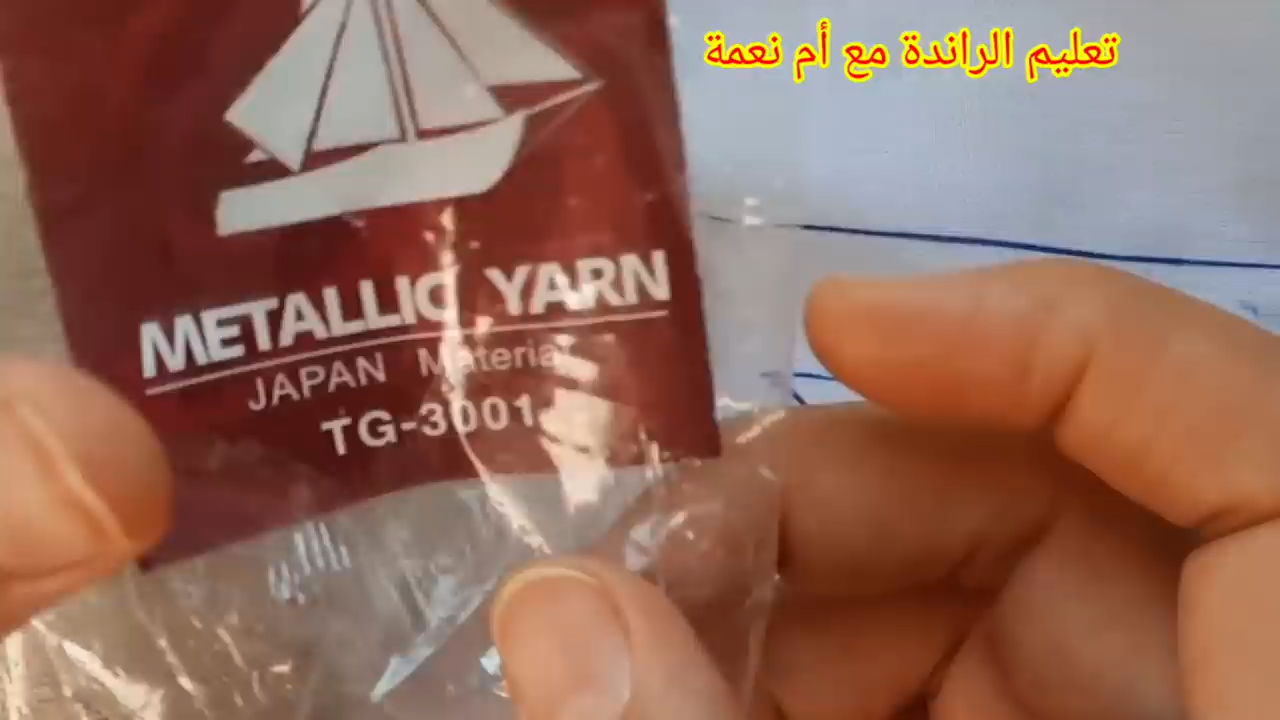 تعليم الراندة مع أم نعمة
METALLIC YARN
JAPAN Material
TG-3001